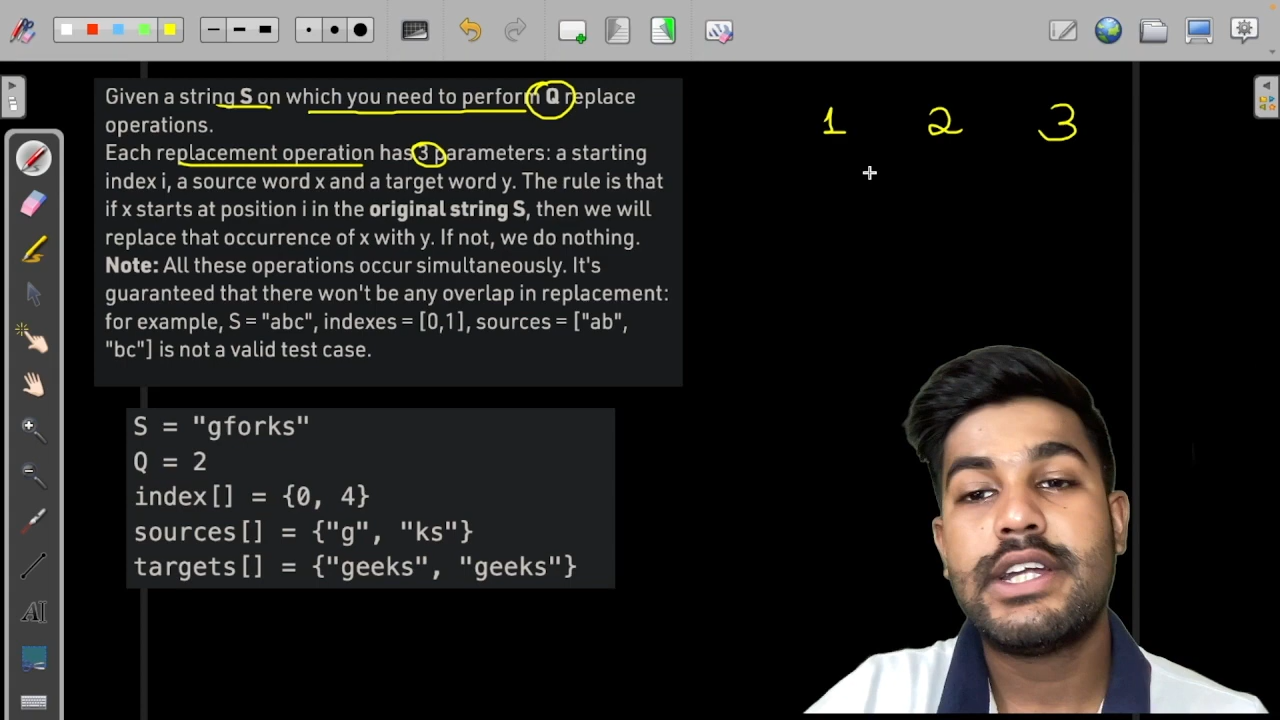 Given a string S on which you need to perform Q replace
operations.
Each replacement operation has 3 parameters: a starting
index i, a source word x and a target word y. The rule is that
if x starts at position i in the original string S, then we will
replace that occurrence of x with y. If not, we do nothing.
Note: All these operations occur simultaneously. It's
guaranteed that there won't be any overlap in replacement:
for example, S = "abc", indexes = [0,1], sources = ["ab",
"bc"] is not a valid test case.
S = "gforks"
Q = 2
index[] = {0, 4}
sources[] = {"g", "ks"}
targets[] = {"geeks", "geeks"}
1 2 3
AI